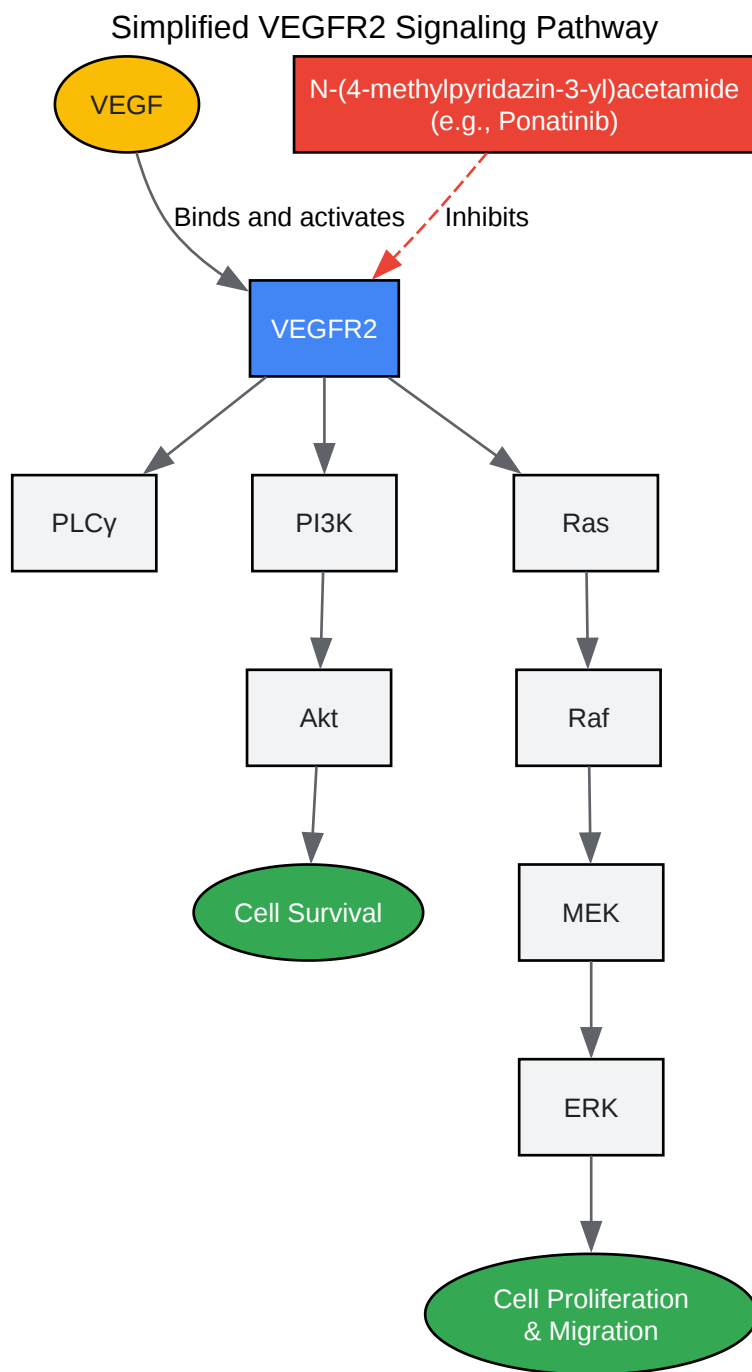 Simplified VEGFR2 Signaling Pathway
VEGF
N-(4-methylpyridazin-3-yl)acetamide
(e.g., Ponatinib)
Binds and activates
Inhibits
VEGFR2
PLCγ
PI3K
Ras
Akt
Raf
Cell Survival
MEK
ERK
Cell Proliferation
& Migration